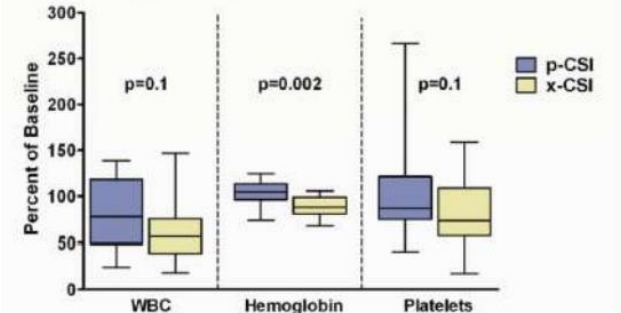 300
250
200
150
100
50
0
Percent of Baseline
p=0.1
p=0.002
p=0.1
p-CSI
x-CSI
WBC
Hemoglobin
Platelets